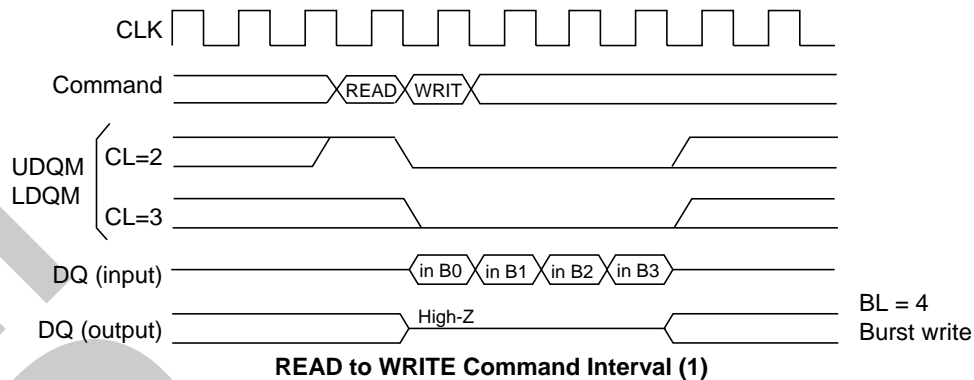 CLK
Command
READ WRIT
UDQM
LDQM
CL=2
CL=3
DQ (input)
in B0 in B1 in B2 in B3
DQ (output)
High-Z
BL = 4
Burst write
READ to WRITE Command Interval (1)